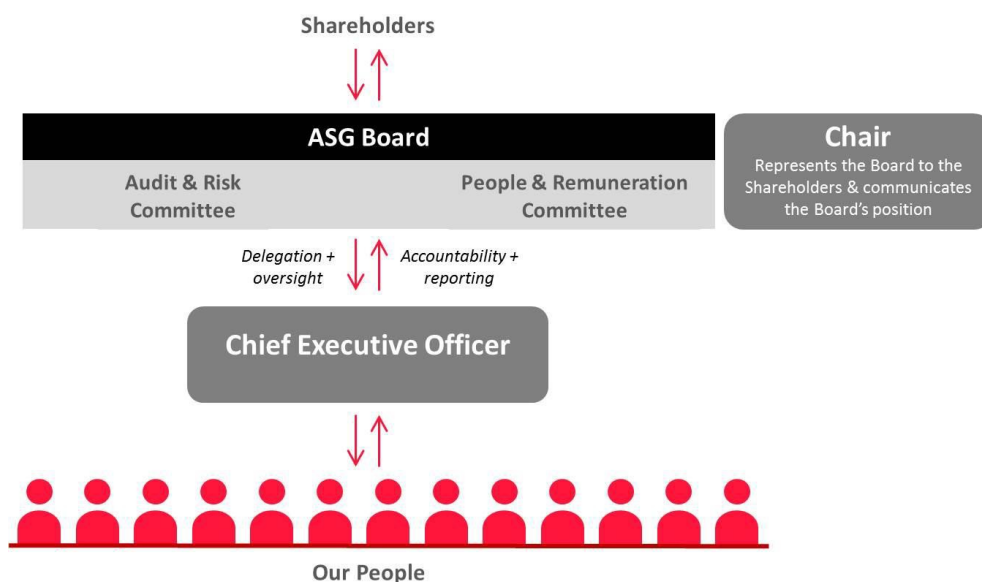 Shareholders
ASG Board
Chair
Represents the Board to the
Shareholders & communicates
the Board's position
Audit & Risk
Committee
People & Remuneration
Committee
Delegation +
oversight
Accountability +
reporting
Chief Executive Officer
Our People